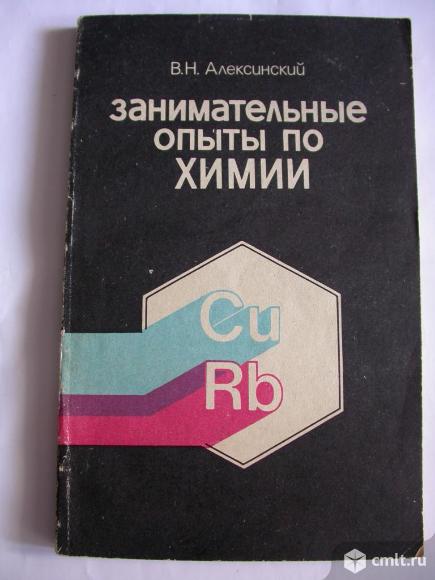 В.Н. Алексинский
занимательные
опыты по
химии
Cu
Rb
cmlt.ru